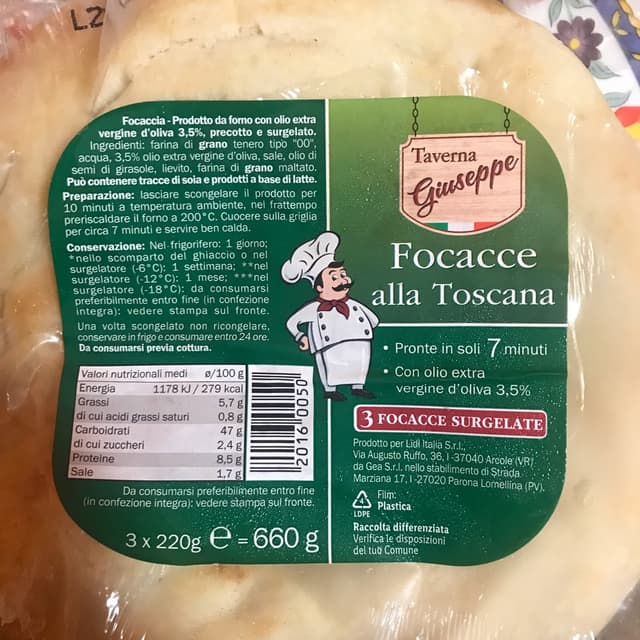 L2
Focaccia - Prodotto da forno con olio extra
vergine d'oliva 3,5%, precotto e surgelato.
Ingredienti: farina di grano tenero tipo "00",
acqua, 3,5% olio extra vergine d'oliva, sale, olio di
semi di girasole, lievito, farina di grano maltato.
Può contenere tracce di soia e prodotti a base di latte.
Preparazione: lasciare scongelare il prodotto per
10 minuti a temperatura ambiente, nel frattempo
preriscaldare il forno a 200°C. Cuocere sulla griglia
per circa 7 minuti e servire ben calda.
Conservazione: Nel frigorifero: 1 giorno;
*nello scomparto del ghiaccio o nel
surgelatore (-6°C): 1 settimana; **nel
surgelatore (-12°C): 1 mese; ***nel
surgelatore (-18°C): da consumarsi
preferibilmente entro fine (in confezione
integra): vedere stampa sul fronte.
Una volta scongelato non ricongelare,
conservare in frigo e consumare entro 24 ore.
Da consumarsi previa cottura.
Valori nutrizionali medi ø/100 g
Energia 1178 kJ / 279 kcal
Grassi 5,7 g
di cui acidi grassi saturi 0,8 g
Carboidrati 47 g
di cui zuccheri 2,4 g
Proteine 8,5 g
Sale 1,7 g
2016 0050
Da consumarsi preferibilmente entro fine
(in confezione integra): vedere stampa sul fronte.
3 x 220g e = 660 g
Taverna
Giuseppe
Focacce
alla Toscana
• Pronte in soli 7 minuti
• Con olio extra
vergine d'oliva 3,5%
3 FOCACCE SURGELATE
Prodotto per Lidl Italia S.r.l.,
Via Augusto Ruffo, 36, I-37040 Arcole (VR)
da Gea S.r.l. nello stabilimento di Strada
Marziana 17, I-27020 Parona Lomellina (PV).
4
LDPE
Film:
Plastica
Raccolta differenziata
Verifica le disposizioni
del tuo Comune